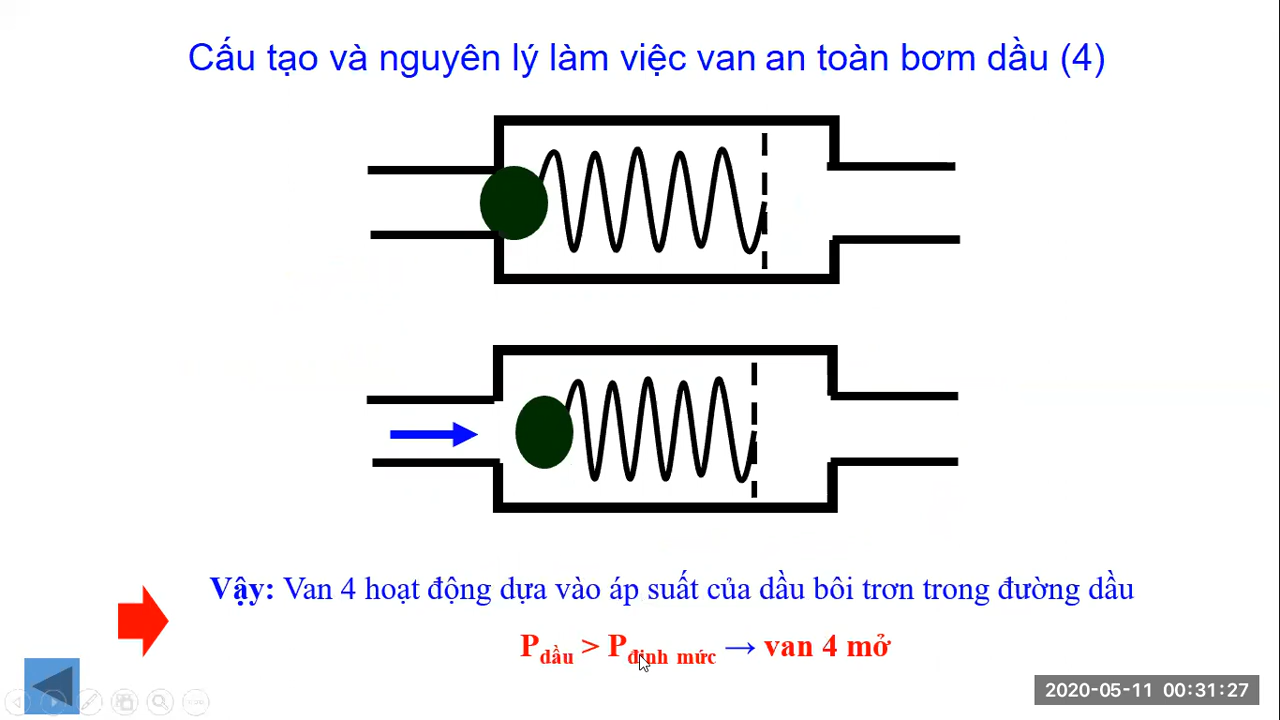 Cấu tạo và nguyên lý làm việc van an toàn bơm dầu (4)
Vậy: Van 4 hoạt động dựa vào áp suất của dầu bôi trơn trong đường dầu
Pdầu > Pđịnh mức → van 4 mở
2020-05-11 00:31:27